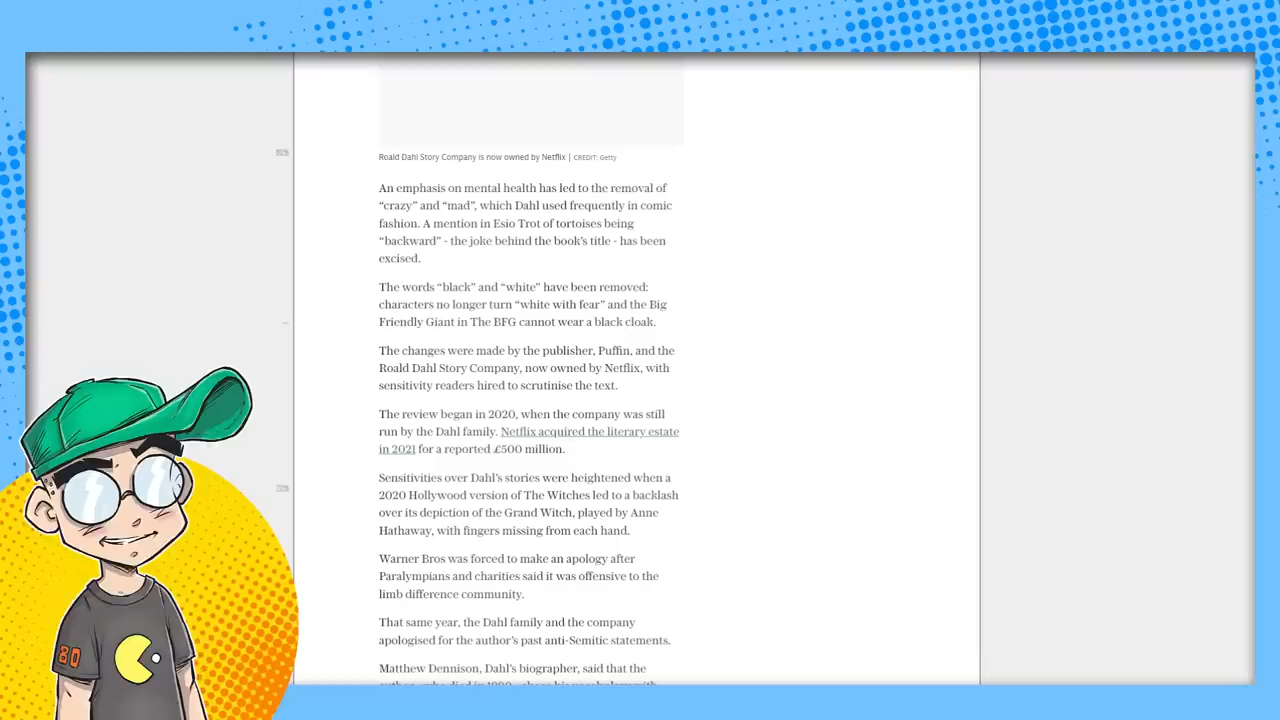 Roald Dahl Story Company is now owned by Netflix | CREDIT: Getty
An emphasis on mental health has led to the removal of
“crazy” and “mad”, which Dahl used frequently in comic
fashion. A mention in Esio Trot of tortoises being
“backward” - the joke behind the book’s title - has been
excised.
The words “black” and “white” have been removed:
characters no longer turn “white with fear” and the Big
Friendly Giant in The BFG cannot wear a black cloak.
The changes were made by the publisher, Puffin, and the
Roald Dahl Story Company, now owned by Netflix, with
sensitivity readers hired to scrutinise the text.
The review began in 2020, when the company was still
run by the Dahl family. Netflix acquired the literary estate
in 2021 for a reported £500 million.
Sensitivities over Dahl’s stories were heightened when a
2020 Hollywood version of The Witches led to a backlash
over its depiction of the Grand Witch, played by Anne
Hathaway, with fingers missing from each hand.
Warner Bros was forced to make an apology after
Paralympians and charities said it was offensive to the
limb difference community.
That same year, the Dahl family and the company
apologised for the author’s past anti-Semitic statements.
Matthew Dennison, Dahl’s biographer, said that the
80